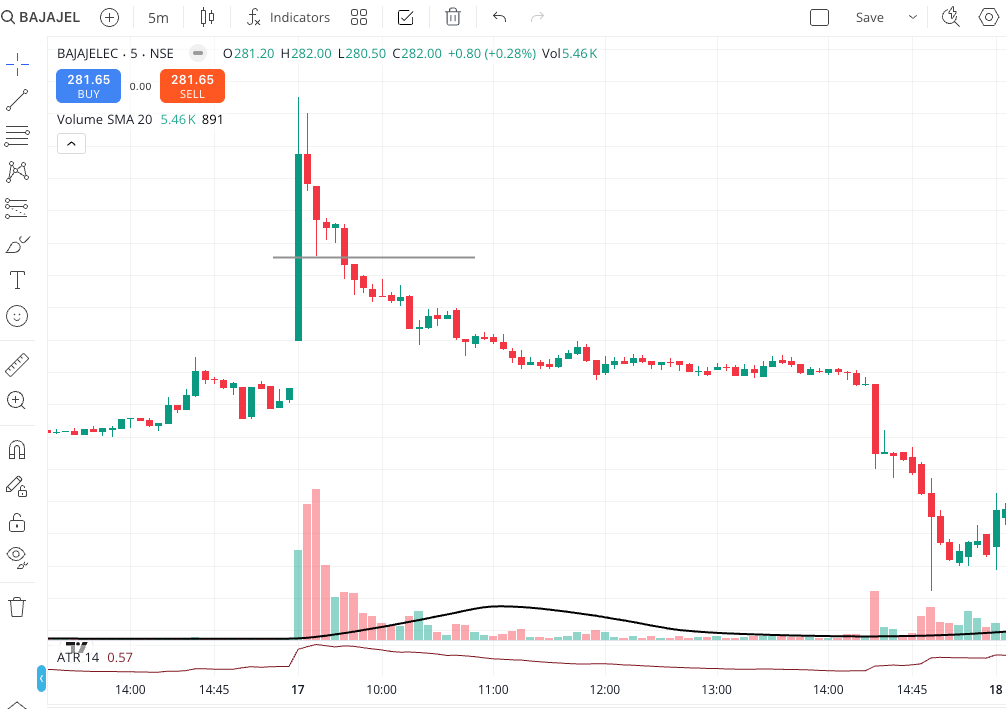 BAJAJEL 5m Indicators Save
BAJAJELEC · 5 · NSE O281.20 H282.00 L280.50 C282.00 +0.80 (+0.28%) Vol5.46K
281.65 BUY 0.00 281.65 SELL
Volume SMA 20 5.46K 891
ATR 14 0.57
14:00 14:45 17 10:00 11:00 12:00 13:00 14:00 14:45 18